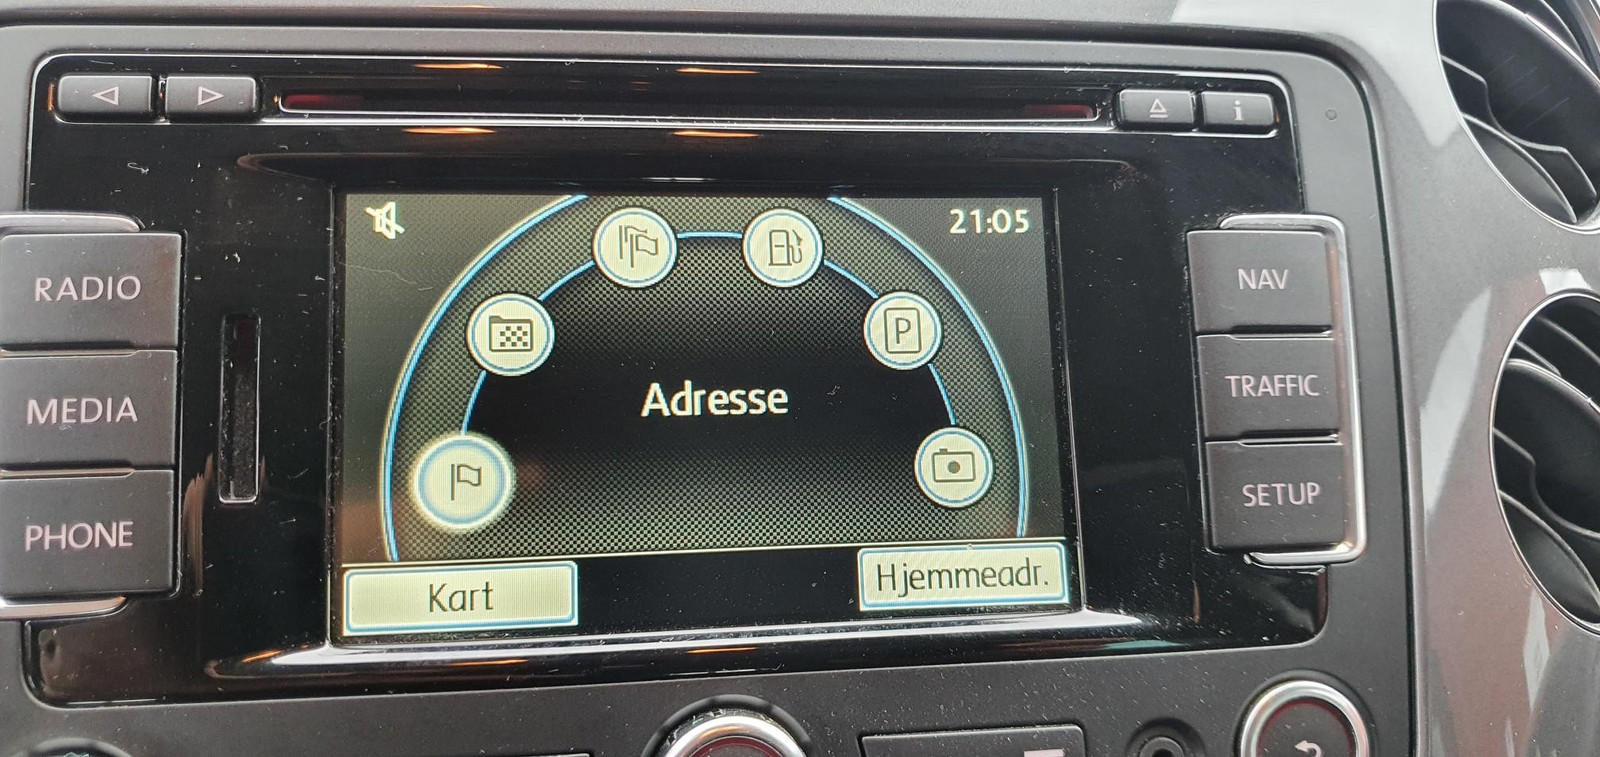 i
21:05
RADIO
MEDIA
PHONE
P
Adresse
Kart
Hjemmeadr.
NAV
TRAFFIC
SETUP